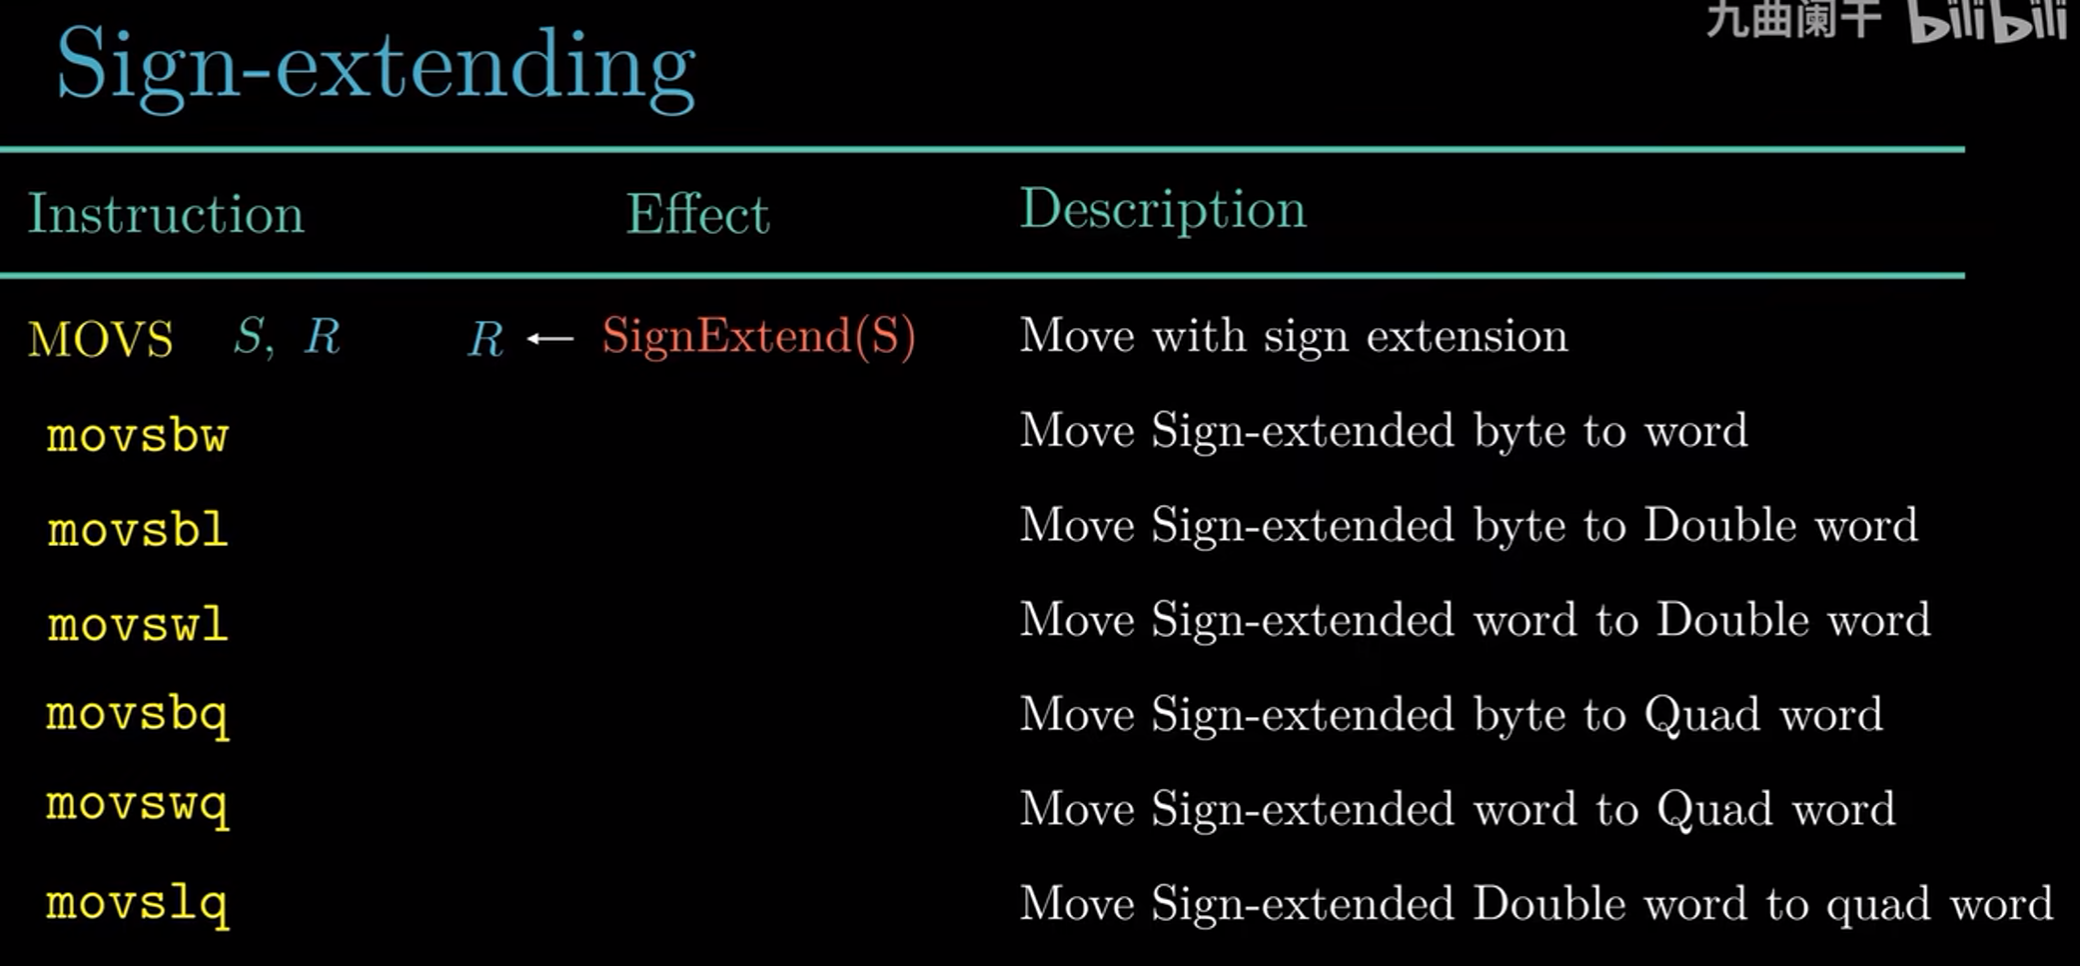 九曲阑干 bilibili
Sign-extending
Instruction Effect Description
MOVS S, R R ← SignExtend(S) Move with sign extension
movsbw Move Sign-extended byte to word
movsbl Move Sign-extended byte to Double word
movswl Move Sign-extended word to Double word
movsbq Move Sign-extended byte to Quad word
movswq Move Sign-extended word to Quad word
movslq Move Sign-extended Double word to quad word